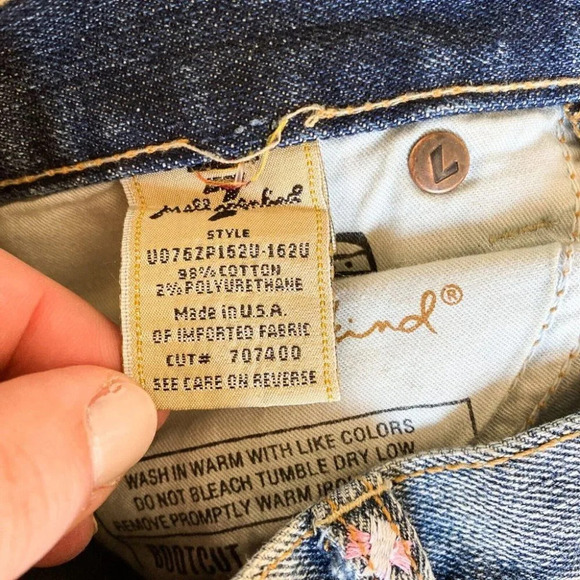 7
for all mankind
STYLE
U076ZP162U-162U
98% COTTON
2% POLYURETHANE
Made in U.S.A.
OF IMPORTED FABRIC
CUT# 707400
SEE CARE ON REVERSE
L
kind®
WASH IN WARM WITH LIKE COLORS
DO NOT BLEACH TUMBLE DRY LOW
REMOVE PROMPTLY WARM
BOOTCUT